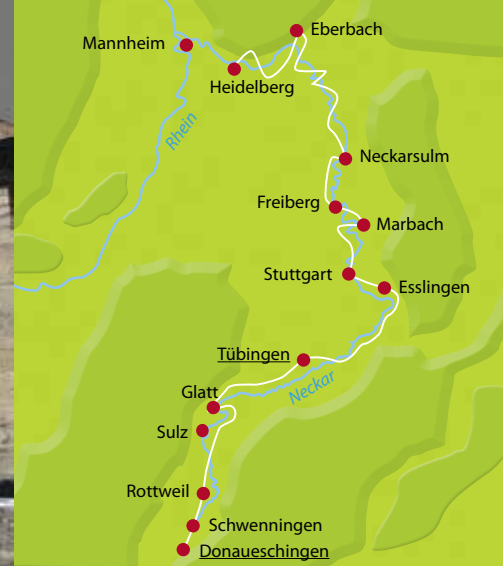 Eberbach
Mannheim
Heidelberg
Rhein
Neckarsulm
Freiberg
Marbach
Stuttgart
Esslingen
Tübingen
Neckar
Glatt
Sulz
Rottweil
Schwenningen
Donaueschingen